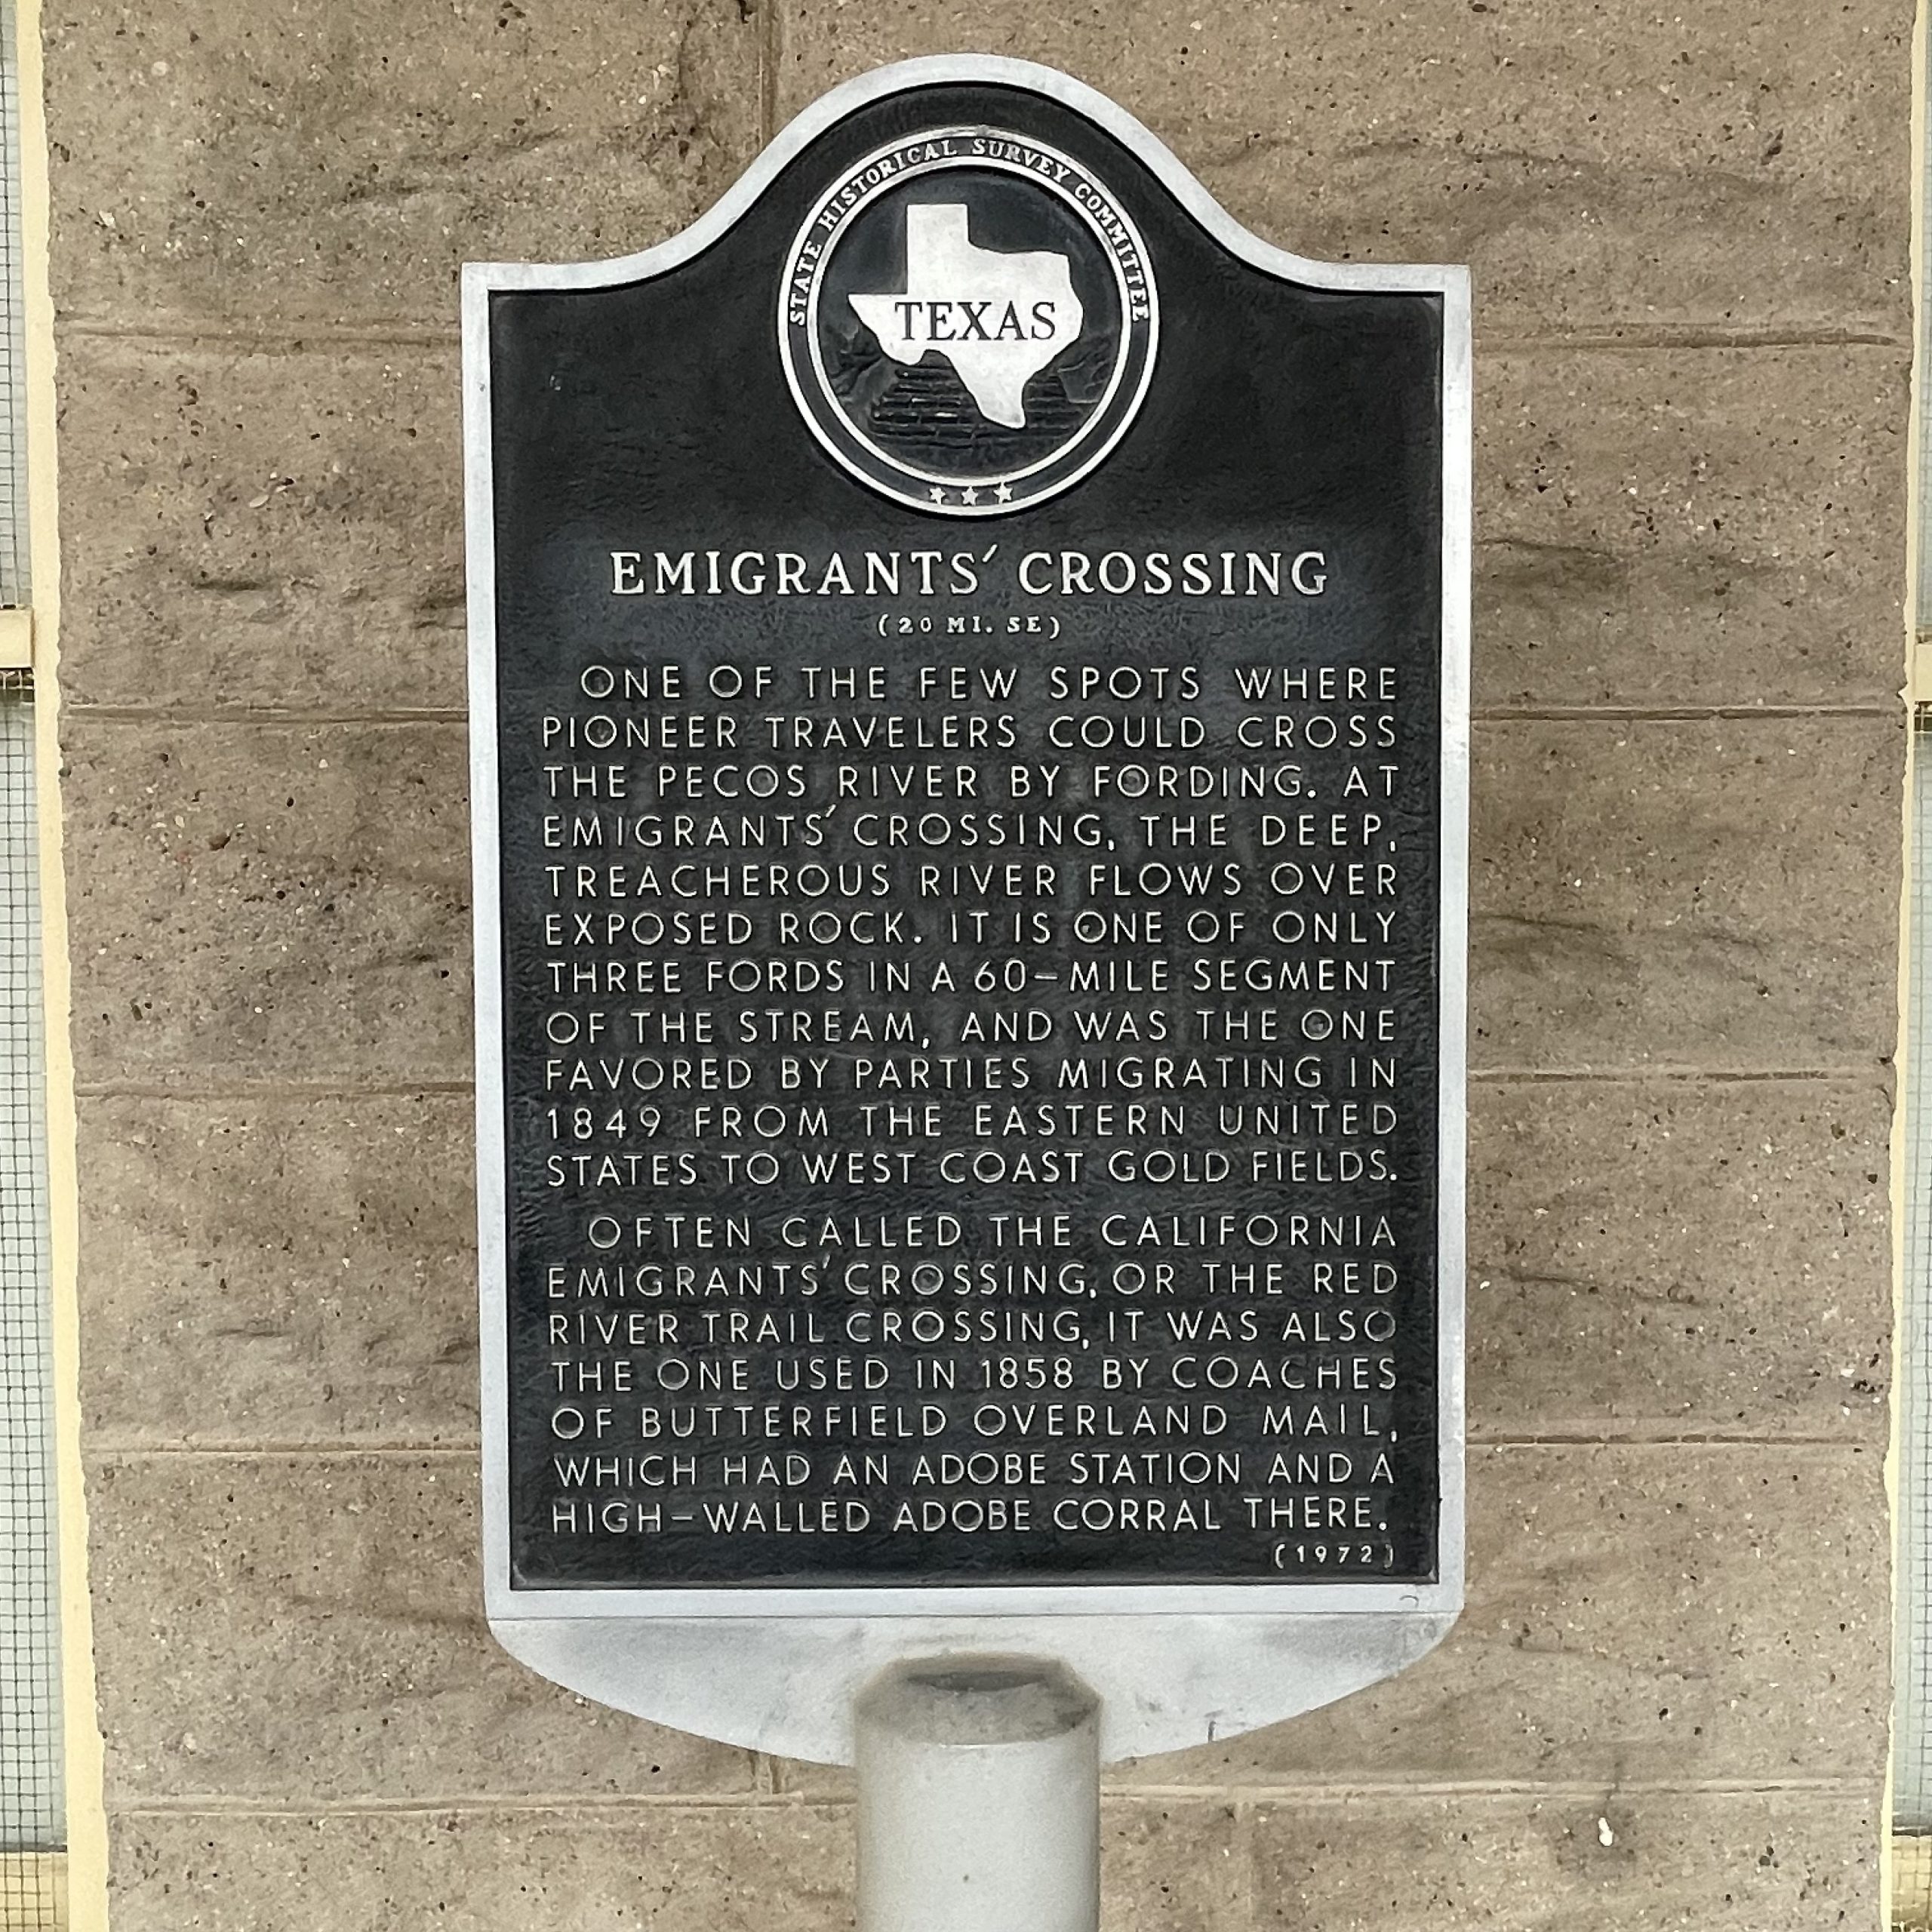 STATE HISTORICAL SURVEY COMMITTEE
TEXAS
EMIGRANTS' CROSSING
(20 MI. SE)
ONE OF THE FEW SPOTS WHERE
PIONEER TRAVELERS COULD CROSS
THE PECOS RIVER BY FORDING. AT
EMIGRANTS' CROSSING, THE DEEP,
TREACHEROUS RIVER FLOWS OVER
EXPOSED ROCK. IT IS ONE OF ONLY
THREE FORDS IN A 60-MILE SEGMENT
OF THE STREAM, AND WAS THE ONE
FAVORED BY PARTIES MIGRATING IN
1849 FROM THE EASTERN UNITED
STATES TO WEST COAST GOLD FIELDS.
OFTEN CALLED THE CALIFORNIA
EMIGRANTS' CROSSING, OR THE RED
RIVER TRAIL CROSSING, IT WAS ALSO
THE ONE USED IN 1858 BY COACHES
OF BUTTERFIELD OVERLAND MAIL,
WHICH HAD AN ADOBE STATION AND A
HIGH-WALLED ADOBE CORRAL THERE.
(1972)